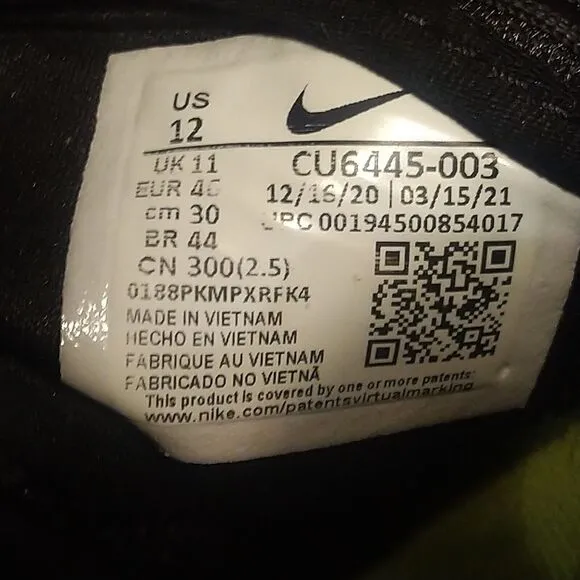 US
12
UK 11
EUR
cm 30
BR 44
CN 300(2.5)
0188PKMPXRFK4
MADE IN VIETNAM
HECHO EN VIETNAM
FABRIQUE AU VIETNAM
FABRICADO NO VIETNÃ
CU6445-003
12/16/20 | 03/15/21
UPC 00194500854017
This product is covered by one or more patents:
www.nike.com/patentsvirtualmarking